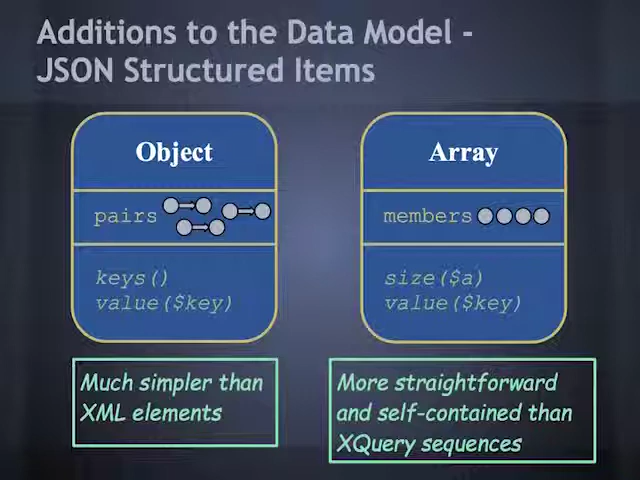 Additions to the Data Model -
JSON Structured Items
Object
pairs
keys()
value($key)
Array
members
size($a)
value($key)
Much simpler than
XML elements
More straightforward
and self-contained than
XQuery sequences